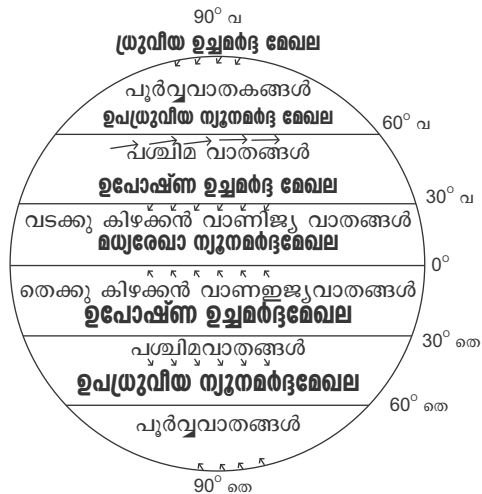 90° വ
ധ്രുവീയ ഉച്ചമർദ്ദ മേഖല
പൂർവ്വവാതകങ്ങൾ
ഉപധ്രുവീയ ന്യൂനമർദ്ദ മേഖല
60° വ
പശ്ചിമ വാതങ്ങൾ
ഉപോഷ്ണ ഉച്ചമർദ്ദ മേഖല
30° വ
വടക്കു കിഴക്കൻ വാണിജ്യ വാതങ്ങൾ
മധ്യരേഖാ ന്യൂനമർദ്ദമേഖല
0°
തെക്കു കിഴക്കൻ വാണഇജ്യവാതങ്ങൾ
ഉപോഷ്ണ ഉച്ചമർദ്ദമേഖല
30° തെ
പശ്ചിമവാതങ്ങൾ
ഉപധ്രുവീയ ന്യൂനമർദ്ദമേഖല
60° തെ
പൂർവ്വവാതങ്ങൾ
90° തെ